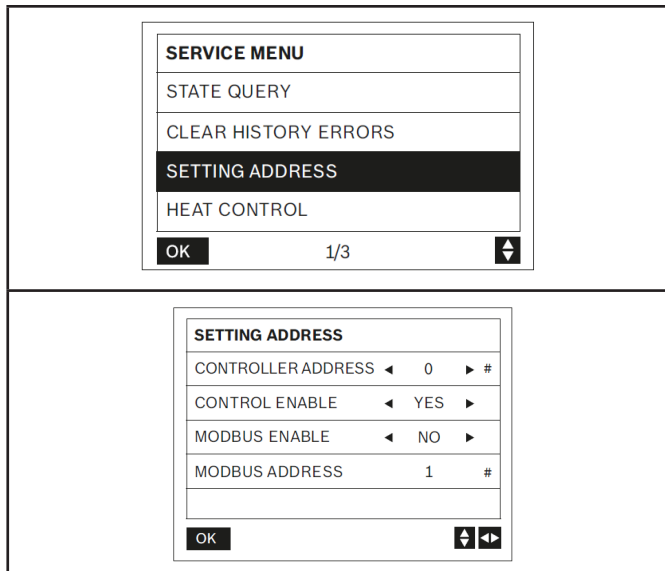 SERVICE MENU
STATE QUERY
CLEAR HISTORY ERRORS
SETTING ADDRESS
HEAT CONTROL
OK 1/3
SETTING ADDRESS
CONTROLLER ADDRESS ◄ 0 ► #
CONTROL ENABLE ◄ YES ►
MODBUS ENABLE ◄ NO ►
MODBUS ADDRESS 1 #
OK